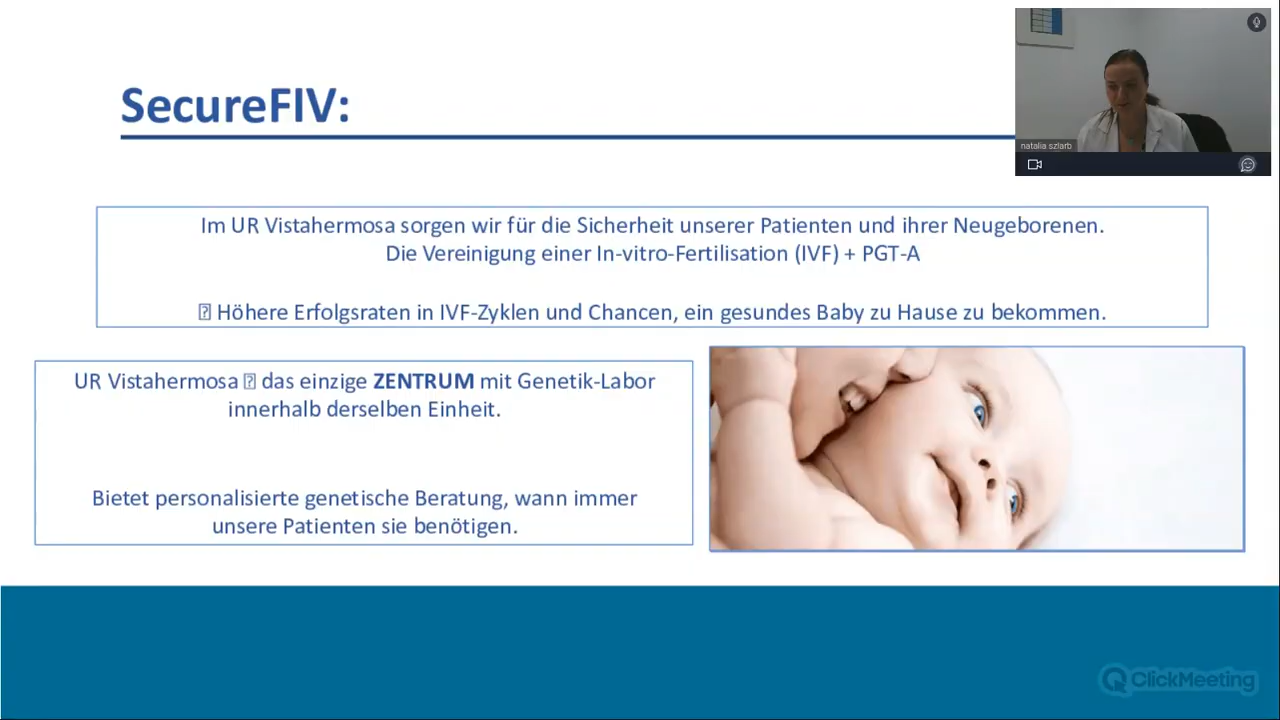 SecureFIV:
natalia szlarb
Im UR Vistahermosa sorgen wir für die Sicherheit unserer Patienten und ihrer Neugeborenen.
Die Vereinigung einer In-vitro-Fertilisation (IVF) + PGT-A
Höhere Erfolgsraten in IVF-Zyklen und Chancen, ein gesundes Baby zu Hause zu bekommen.
UR Vistahermosa das einzige ZENTRUM mit Genetik-Labor
innerhalb derselben Einheit.
Bietet personalisierte genetische Beratung, wann immer
unsere Patienten sie benötigen.
ClickMeeting